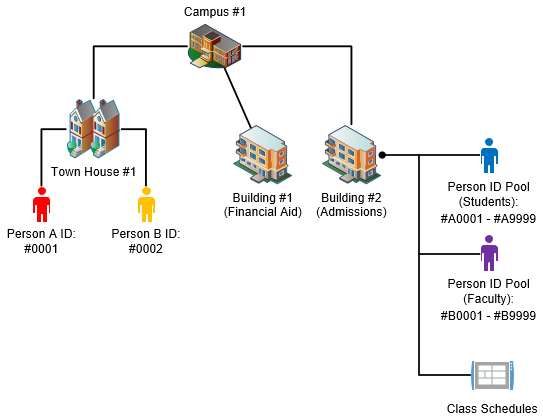 Campus #1
Town House #1
Person A ID:
#0001
Person B ID:
#0002
Building #1
(Financial Aid)
Building #2
(Admissions)
Person ID Pool
(Students):
#A0001 - #A9999
Person ID Pool
(Faculty):
#B0001 - #B9999
Class Schedules